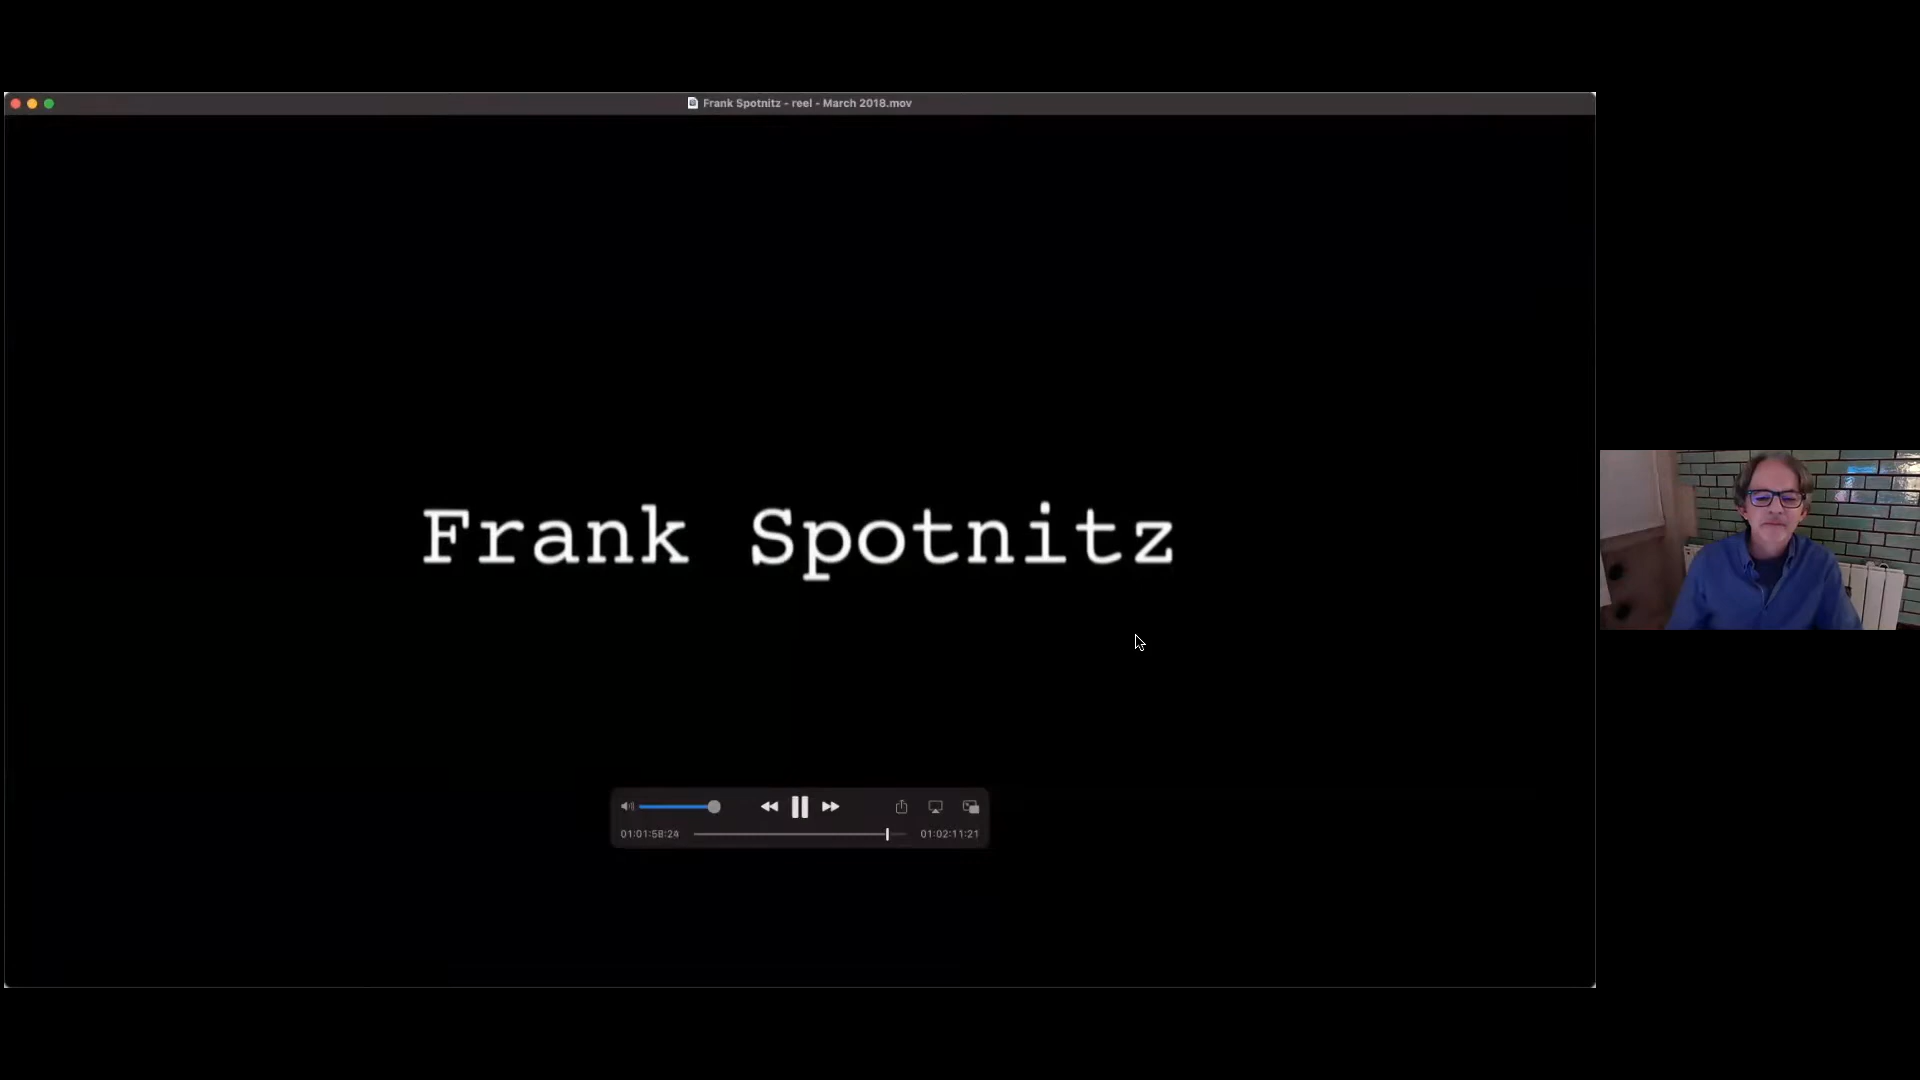 Frank Spotnitz - reel - March 2018.mov
Frank Spotnitz
01:01:58:24
01:02:11:21